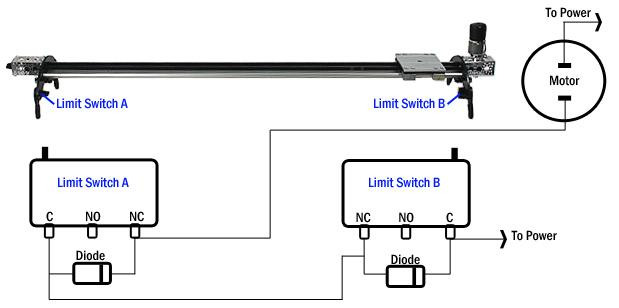 To Power
Limit Switch A
Limit Switch B
Motor
Limit Switch A
C NO NC
Diode
Limit Switch B
NC NO C
Diode
To Power